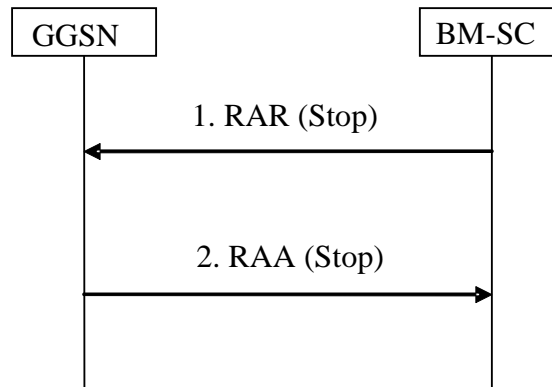 GGSN
BM-SC
1. RAR (Stop)
2. RAA (Stop)